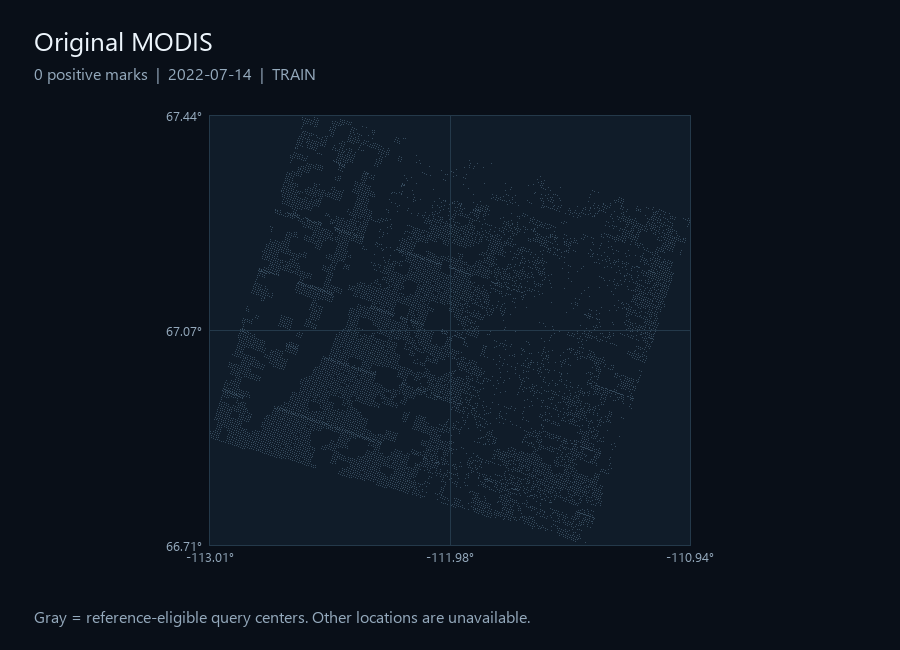 Original MODIS
0 positive marks | 2022-07-14 | TRAIN
67.44°
67.07°
66.71°
-113.01°
-111.98°
-110.94°
Gray = reference-eligible query centers. Other locations are unavailable.